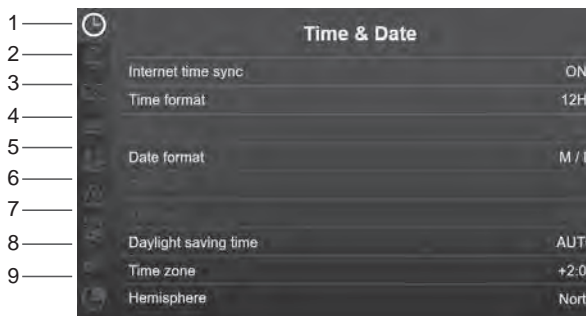 1
Time & Date
2
Internet time sync ON
3
Time format 12H
4
5
Date format M /
6
7
8
Daylight saving time AUT
9
Time zone +2:0
Hemisphere Nort